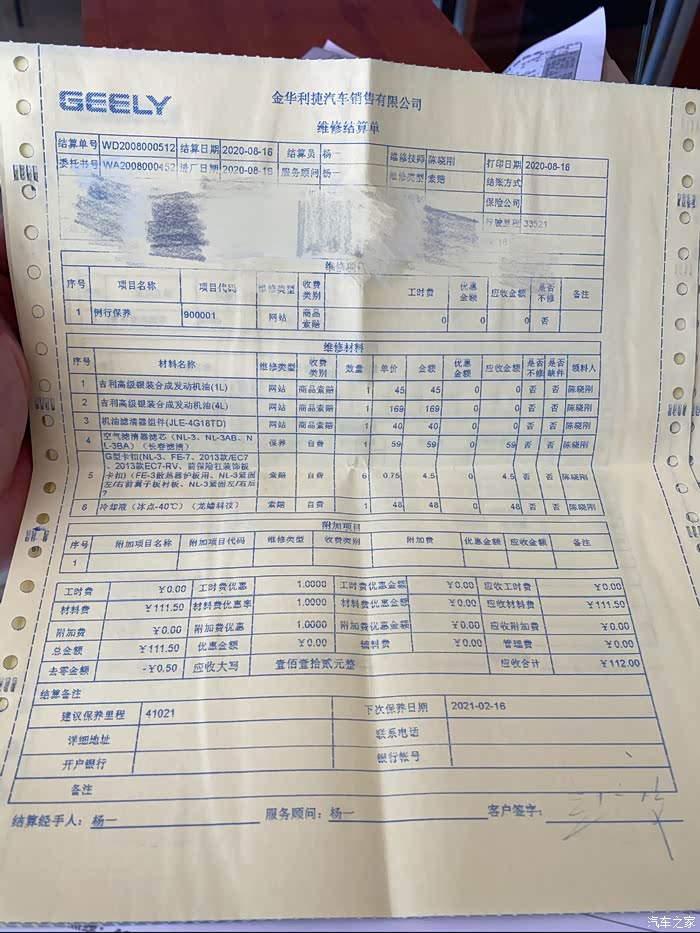 GEELY
金华利捷汽车销售有限公司
维修结算单
结算单号 WD2008000512 结算日期 2020-08-16 结算员 杨一 维修技师 陈晓刚 打印日期 2020-08-16
委托书号 WA2008000452 进厂日期 2020-08-16 服务顾问 杨一 维修类型 索赔 结账方式
保险公司
行驶里程 33521
维修项
序号 项目名称 项目代码 维修类型 收费类别 工时费 优惠金额 应收金额 是否不修 备注
1 例行保养 900001 网站 商品索赔 0 0 0 否
维修材料
序号 材料名称 维修类型 收费类别 数量 单价 金额 优惠金额 应收金额 是否不修 是否缺件 领料人
1 吉利高级银装合成发动机油(1L) 网站 商品索赔 1 45 45 0 0 否 否 陈晓刚
2 吉利高级银装合成发动机油(4L) 网站 商品索赔 1 169 169 0 0 否 否 陈晓刚
3 机油滤清器组件(JLE-4G18TD) 网站 商品索赔 1 40 40 0 0 否 否 陈晓刚
4 空气滤清器滤芯（NL-3、NL-3AB、NL-3BA）（长春滤清） 保养 自费 1 59 59 0 59 否 否 陈晓刚
5 G型卡扣(NL-3、FE-7、2013款/EC7、2013款EC7-RV、前保险杠装饰板卡扣)（FE-3散热器护板用、NL-3紧固左/右前翼子板衬板、NL-3紧固左/右后? 索赔 自费 6 0.75 4.5 0 4.5 否 否 陈晓刚
6 冷却液（冰点-40℃）（龙蟠科技） 索赔 自费 1 48 48 0 48 否 否 陈晓刚
附加项目
序号 附加项目名称 附加项目代码 维修类型 收费类别 附加费 优惠金额 应收金额 备注
1
工时费 ¥0.00 工时费优惠 1.0000 工时费优惠金额 ¥0.00 应收工时费 ¥0.00
材料费 ¥111.50 材料费优惠率 1.0000 材料费优惠金额 ¥0.00 应收材料费 ¥111.50
附加费 ¥0.00 附加费优惠 1.0000 附加费优惠金额 ¥0.00 应收附加费 ¥0.00
总金额 ¥111.50 优惠金额 ¥0.00 辅料费 ¥0.00 管理费 ¥0.00
去零金额 -¥0.50 应收大写 壹佰壹拾贰元整 应收合计 ¥112.00
结算备注
建议保养里程 41021 下次保养日期 2021-02-16
详细地址 联系电话
开户银行 银行帐号
备注
结算经手人：杨一 服务顾问：杨一 客户签字：
汽车之家